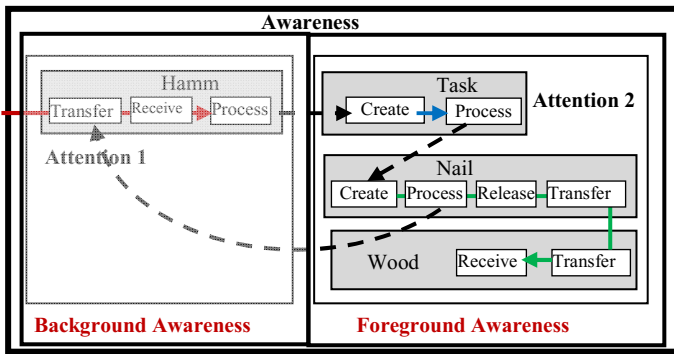 Awareness
Hamm
Transfer
Receive
Process
Attention 1
Task
Create
Process
Attention 2
Nail
Create
Process
Release
Transfer
Wood
Receive
Transfer
Background Awareness
Foreground Awareness